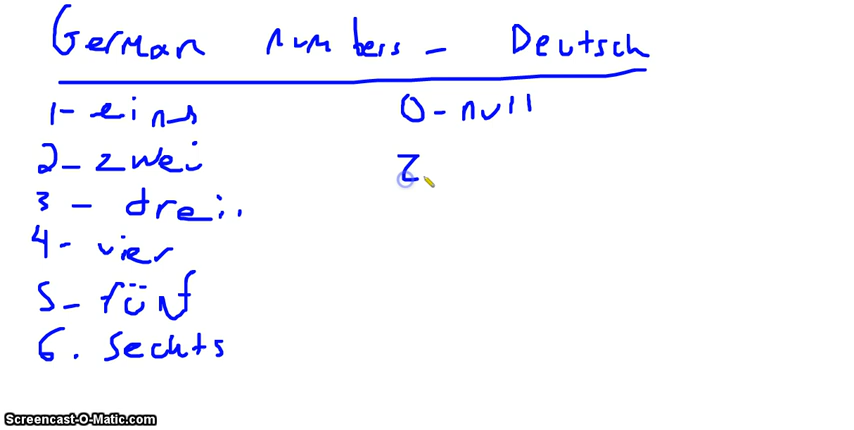 German numbers - Deutsch
1- eins
2- zwei
3 - drei
4- vier
5- fünf
6. sechts
0- null
Z
Screencast-O-Matic.com